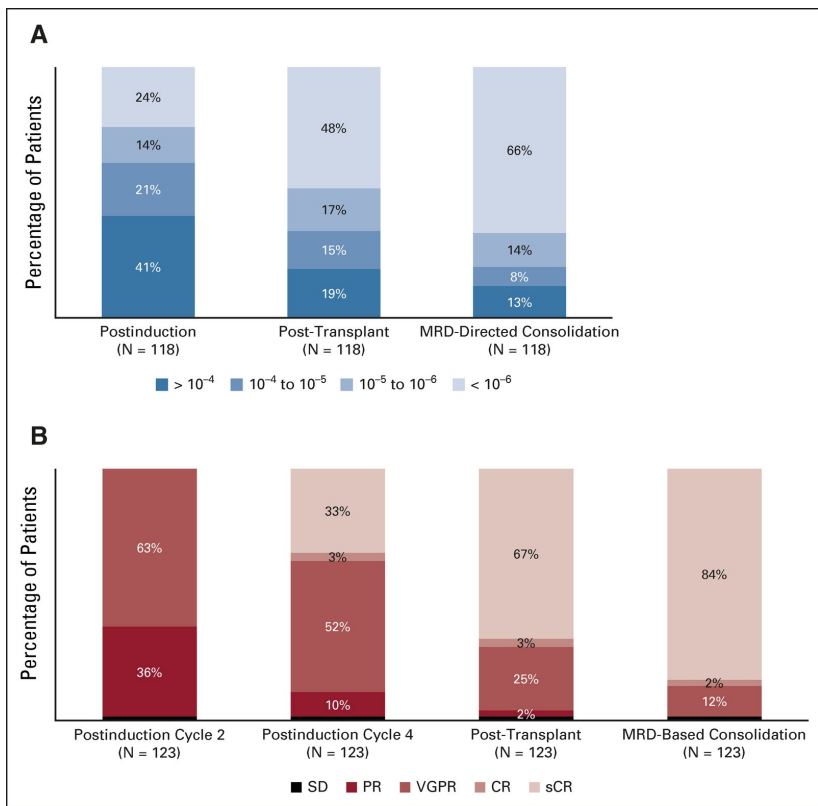 A
Percentage of Patients
24%
14%
21%
41%
48%
17%
15%
19%
66%
14%
8%
13%
Postinduction
(N = 118)
Post-Transplant
(N = 118)
MRD-Directed Consolidation
(N = 118)
> 10⁻⁴ 10⁻⁴ to 10⁻⁵ 10⁻⁵ to 10⁻⁶ < 10⁻⁶
B
Percentage of Patients
63%
36%
33%
3%
52%
10%
67%
3%
25%
2%
84%
2%
12%
Postinduction Cycle 2
(N = 123)
Postinduction Cycle 4
(N = 123)
Post-Transplant
(N = 123)
MRD-Based Consolidation
(N = 123)
SD PR VGPR CR sCR